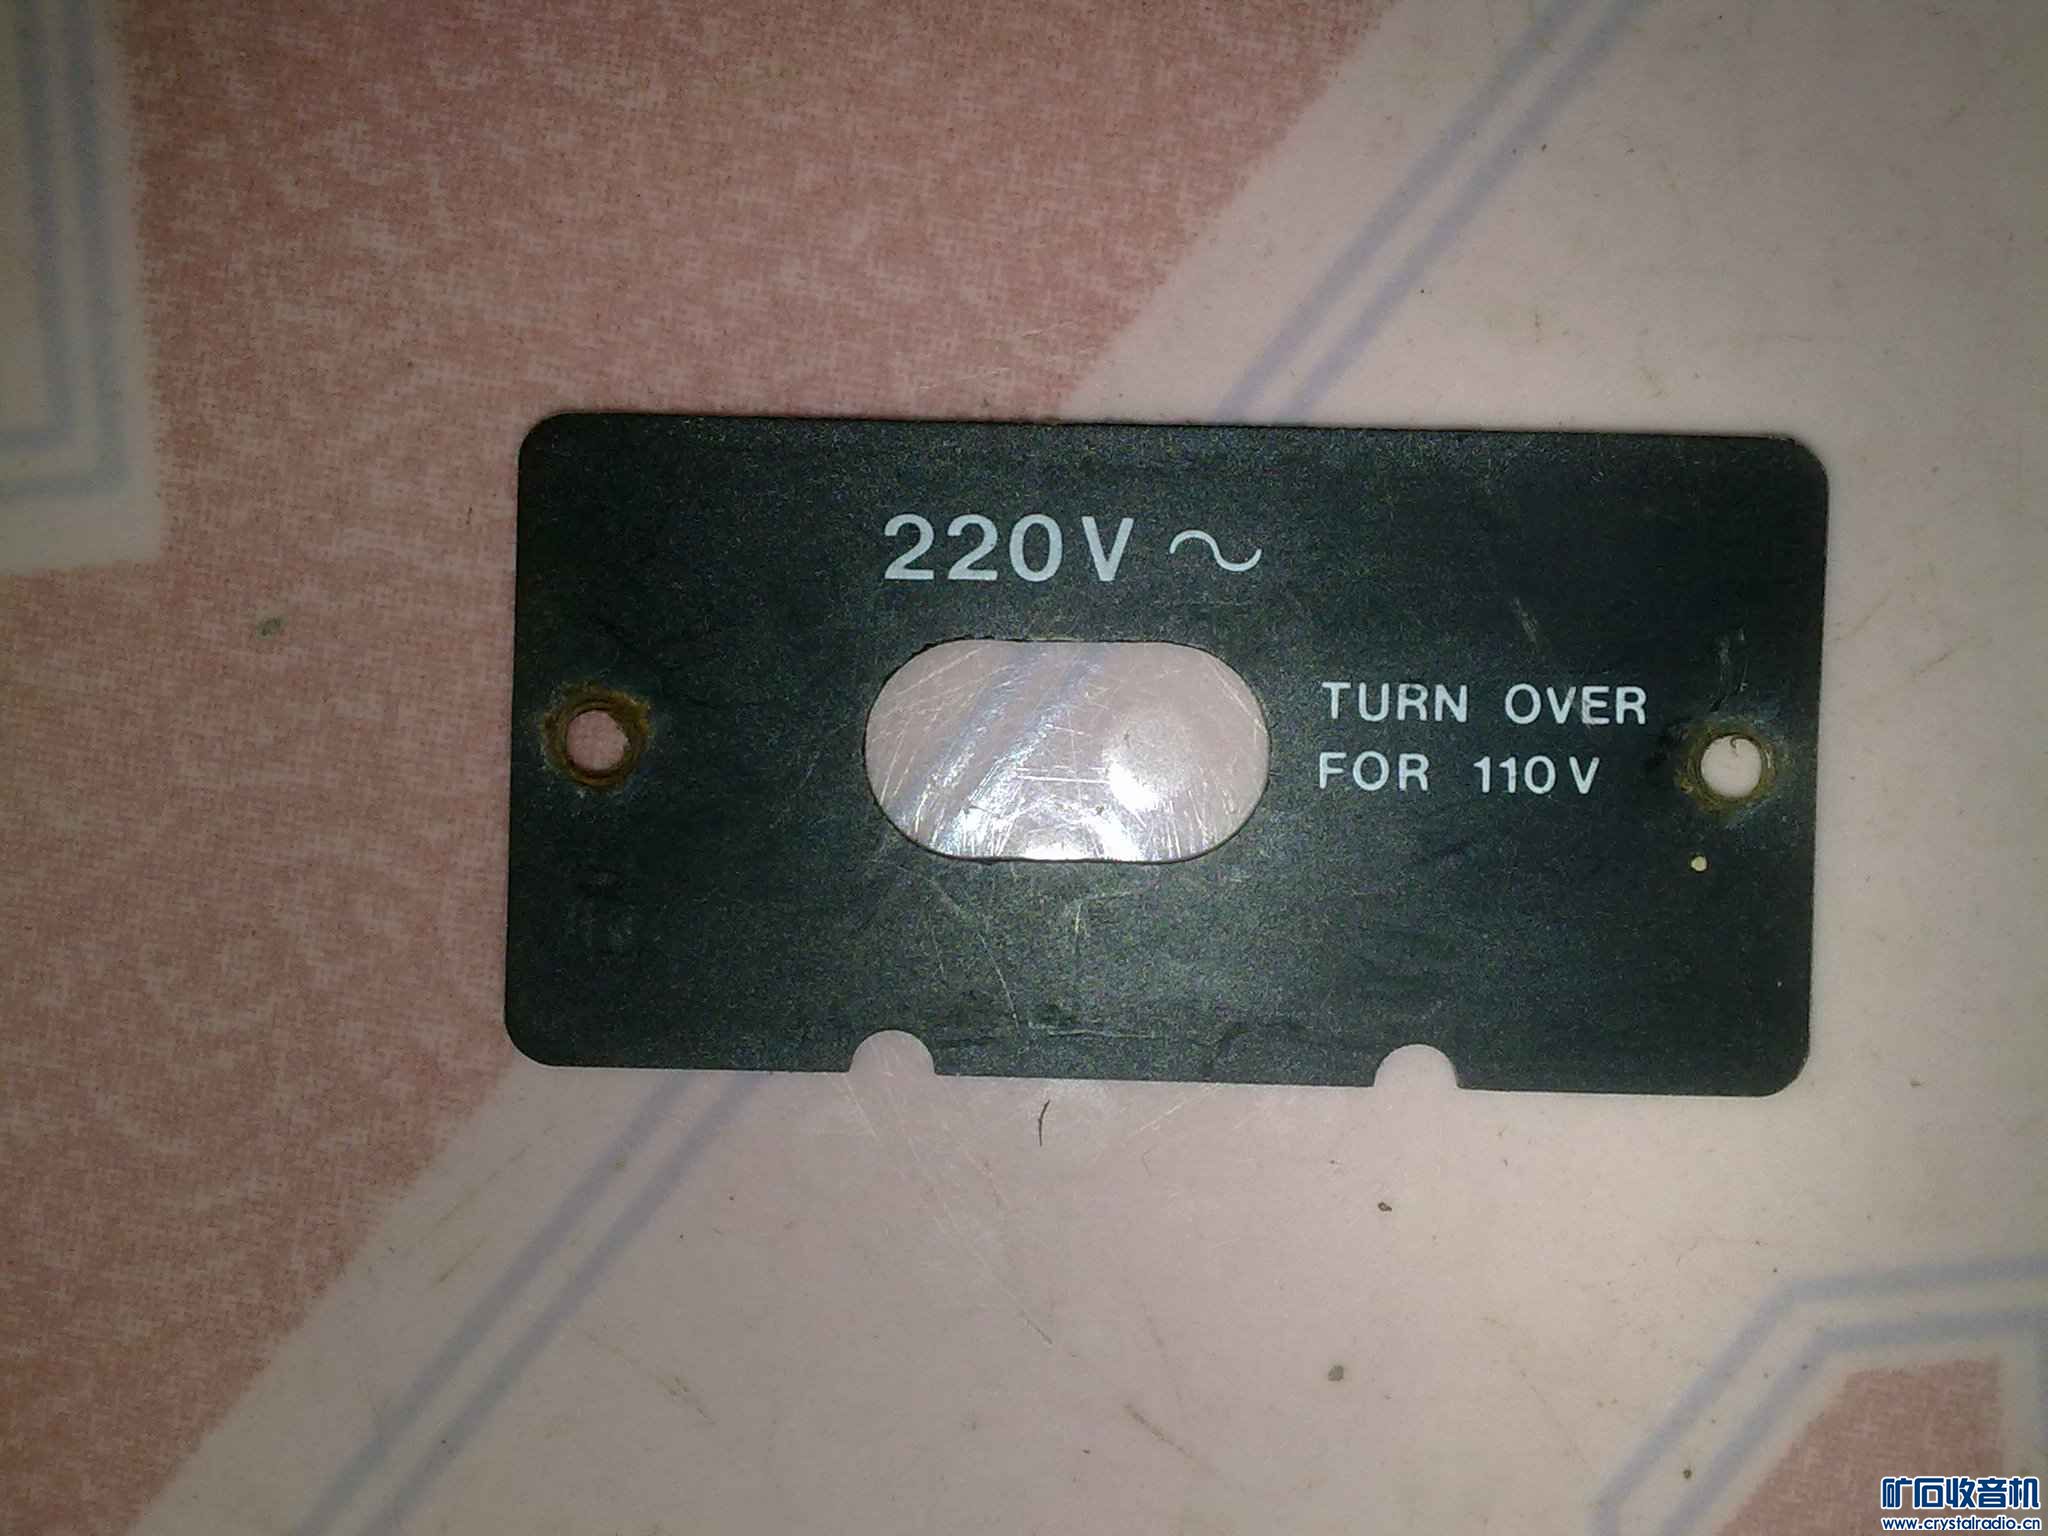 220V ~
TURN OVER
FOR 110V
矿石收音机
www.crystalradio.cn